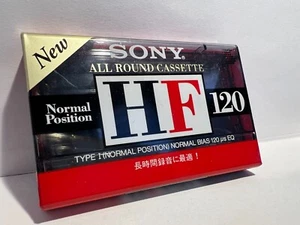 New
SONY
ALL ROUND CASSETTE
Normal
Position
HF
120
TYPE I (NORMAL POSITION) NORMAL BIAS 120 μs EQ
長時間録音に最適!